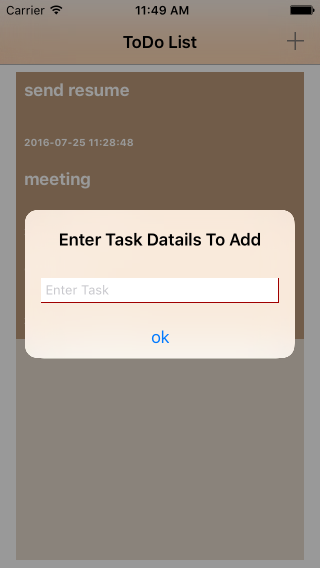 Carrier 11:49 AM
ToDo List
send resume
2016-07-25 11:28:48
meeting
Enter Task Datails To Add
Enter Task
ok